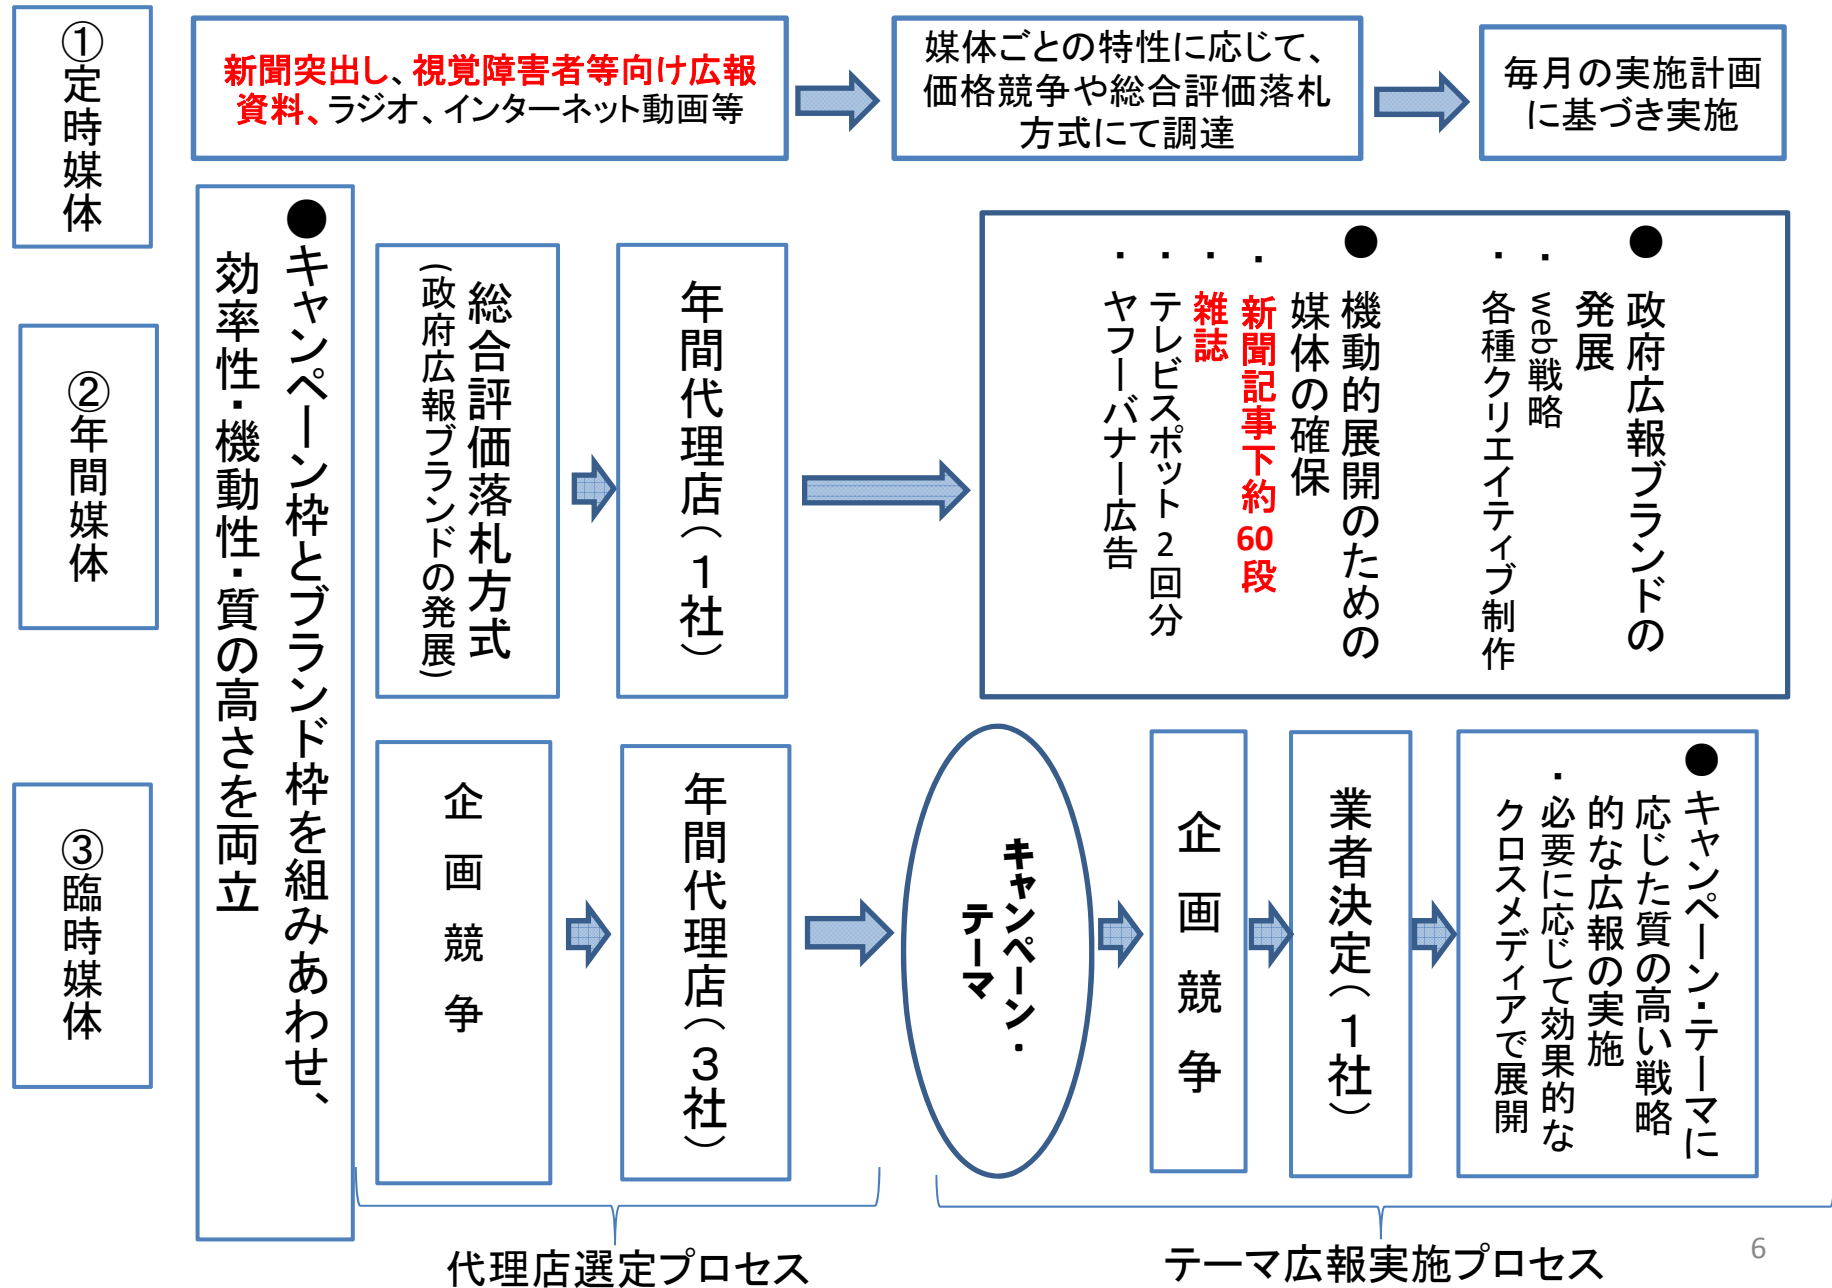 ①定時媒体
新聞突出し、視覚障害者等向け広報
資料、ラジオ、インターネット動画等
媒体ごとの特性に応じて、
価格競争や総合評価落札
方式にて調達
毎月の実施計画
に基づき実施
②年間媒体
③臨時媒体
●キャンペーン枠とブランド枠を組みあわせ、
効率性・機動性・質の高さを両立
総合評価落札方式
(政府広報ブランドの発展)
年間代理店(1社)
●政府広報ブランドの
発展
・web戦略
・各種クリエイティブ制作
●機動的展開のための
媒体の確保
・新聞記事下約60段
・雑誌
・テレビスポット2回分
・ヤフーバナー広告
企画競争
年間代理店(3社)
キャンペーン・
テーマ
企画競争
業者決定(1社)
●キャンペーン・テーマに
応じた質の高い戦略
的な広報の実施
・必要に応じて効果的な
クロスメディアで展開
代理店選定プロセス
テーマ広報実施プロセス
6